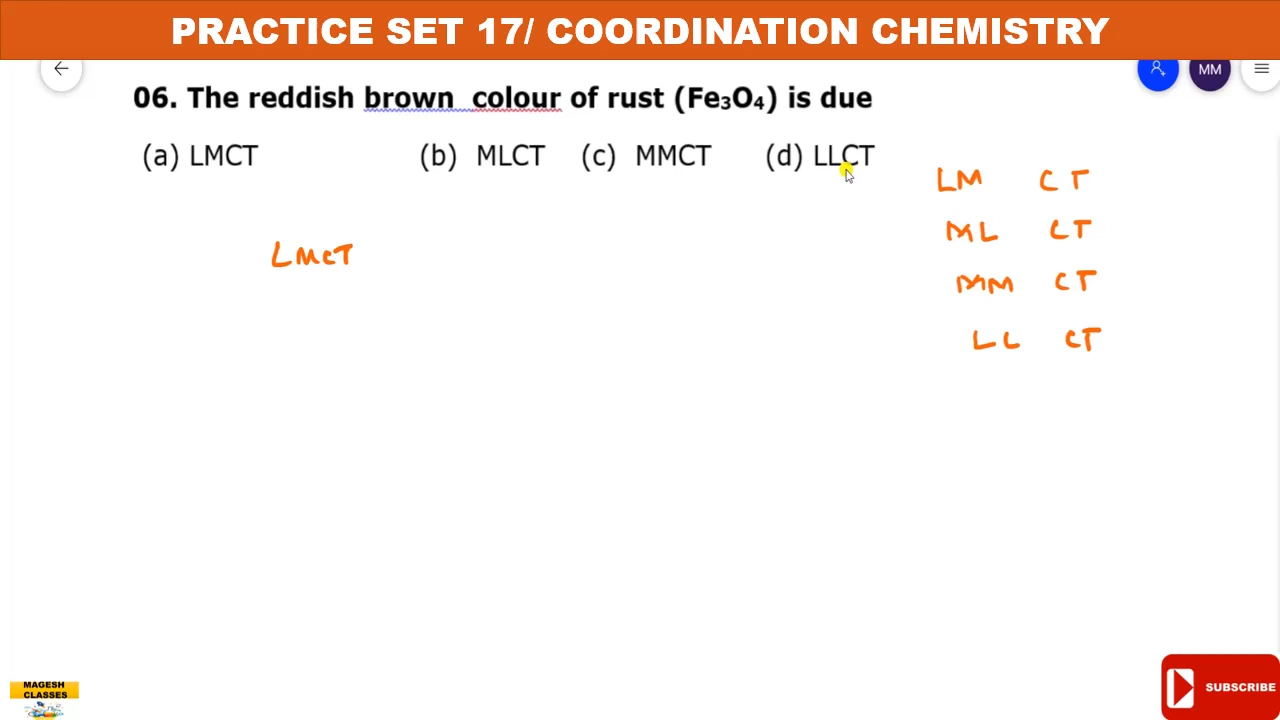 PRACTICE SET 17/ COORDINATION CHEMISTRY
MM
06. The reddish brown colour of rust (Fe₃O₄) is due
(a) LMCT (b) MLCT (c) MMCT (d) LLCT
LM CT
ML CT
LMCT
MM CT
LL CT
MAGESH
CLASSES
SUBSCRIBE